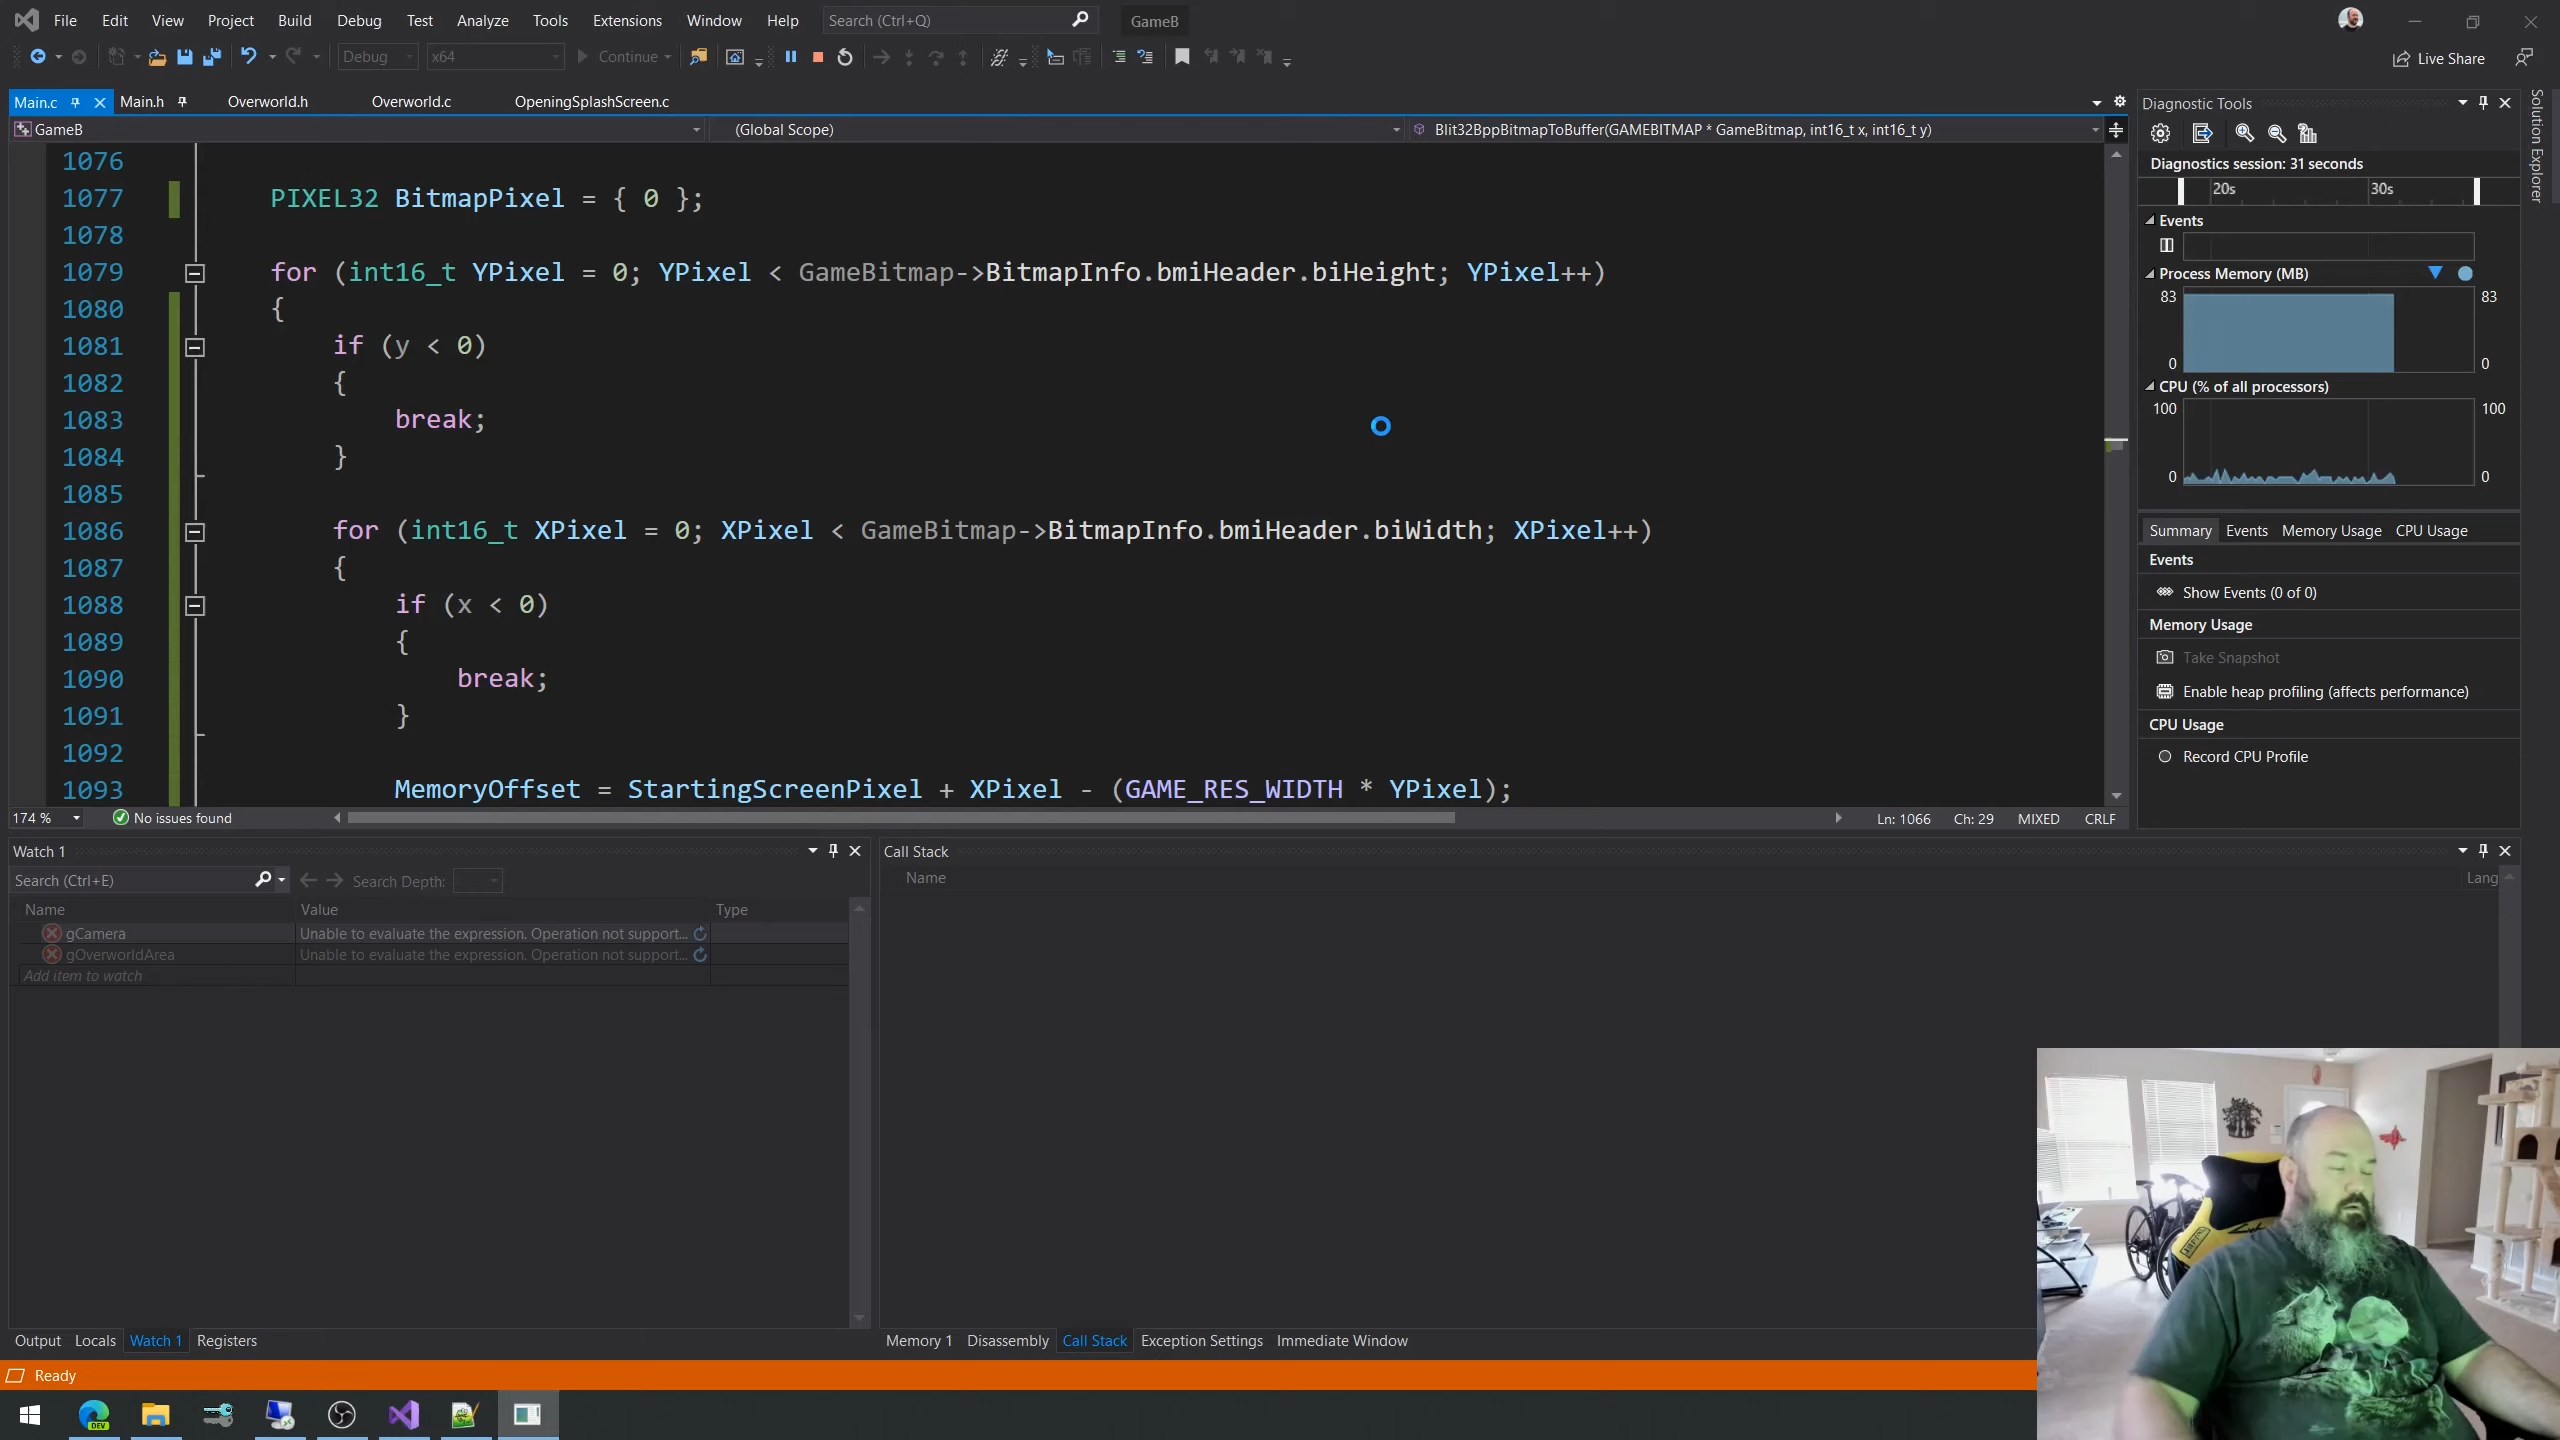 File Edit View Project Build Debug Test Analyze Tools Extensions Window Help Search (Ctrl+Q) GameB
Debug x64 Continue Live Share
Main.c Main.h Overworld.h Overworld.c OpeningSplashScreen.c
GameB (Global Scope) Blit32BppBitmapToBuffer(GAMEBITMAP * GameBitmap, int16_t x, int16_t y)
1076
1077 PIXEL32 BitmapPixel = { 0 };
1078
1079 for (int16_t YPixel = 0; YPixel < GameBitmap->BitmapInfo.bmiHeader.biHeight; YPixel++)
1080 {
1081 if (y < 0)
1082 {
1083 break;
1084 }
1085
1086 for (int16_t XPixel = 0; XPixel < GameBitmap->BitmapInfo.bmiHeader.biWidth; XPixel++)
1087 {
1088 if (x < 0)
1089 {
1090 break;
1091 }
1092
1093 MemoryOffset = StartingScreenPixel + XPixel - (GAME_RES_WIDTH * YPixel);
174 % No issues found Ln: 1066 Ch: 29 MIXED CRLF
Diagnostic Tools
Diagnostics session: 31 seconds
20s 30s
Events
Process Memory (MB)
83 83
0 0
CPU (% of all processors)
100 100
0 0
Summary Events Memory Usage CPU Usage
Events
Show Events (0 of 0)
Memory Usage
Take Snapshot
Enable heap profiling (affects performance)
CPU Usage
Record CPU Profile
Solution Explorer
Watch 1
Search (Ctrl+E) Search Depth:
Name Value Type
gCamera Unable to evaluate the expression. Operation not support...
gOverworldArea Unable to evaluate the expression. Operation not support...
Add item to watch
Output Locals Watch 1 Registers
Call Stack
Name Lang
Memory 1 Disassembly Call Stack Exception Settings Immediate Window
Ready
DEV